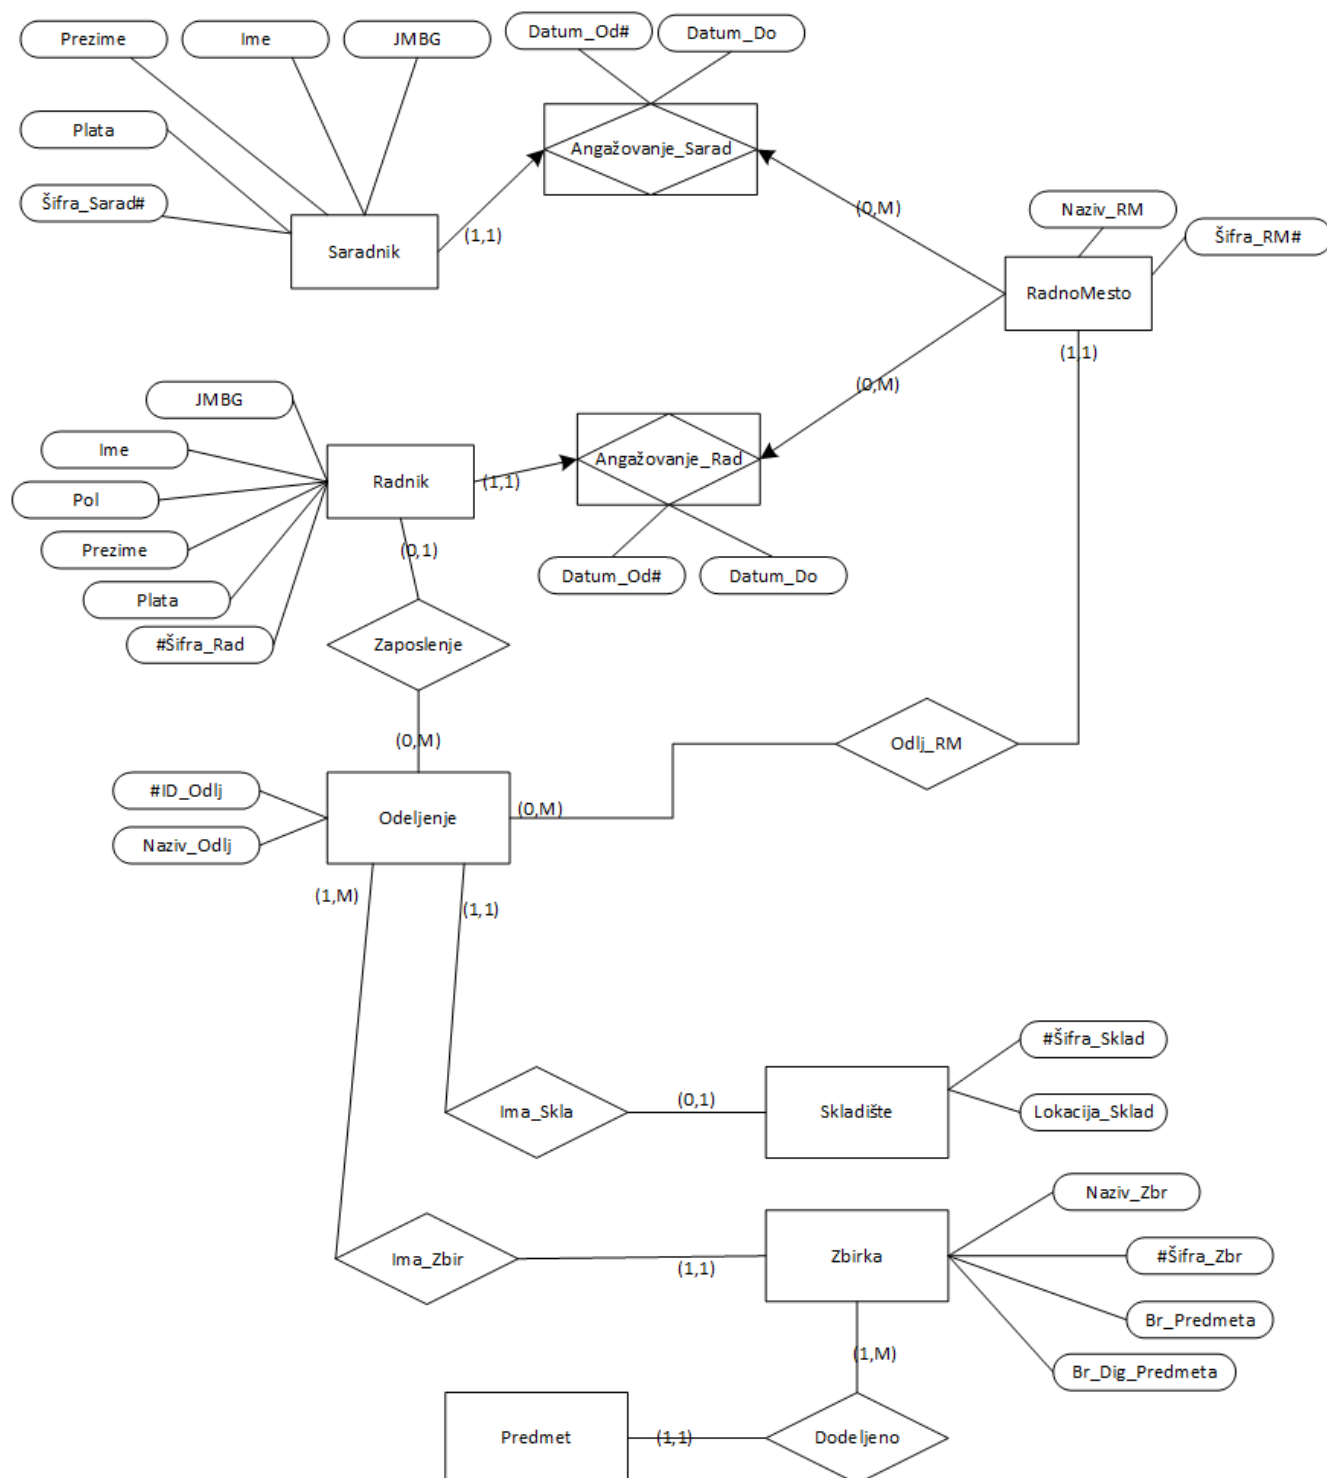 Prezime
Ime
JMBG
Datum_Od#
Datum_Do
Plata
Angažovanje_Sarad
Šifra_Sarad#
(1,1)
(0,M)
Naziv_RM
Šifra_RM#
Saradnik
RadnoMesto
(1,1)
(0,M)
JMBG
Ime
Radnik
(1,1)
Angažovanje_Rad
Pol
Prezime
(0,1)
Datum_Od#
Datum_Do
Plata
#Šifra_Rad
Zaposlenje
(0,M)
Odlj_RM
#ID_Odlj
Odeljenje
(0,M)
Naziv_Odlj
(1,M)
(1,1)
#Šifra_Sklad
Ima_Skla
(0,1)
Skladište
Lokacija_Sklad
Naziv_Zbr
Ima_Zbir
(1,1)
Zbirka
#Šifra_Zbr
Br_Predmeta
(1,M)
Br_Dig_Predmeta
Predmet
(1,1)
Dodeljeno